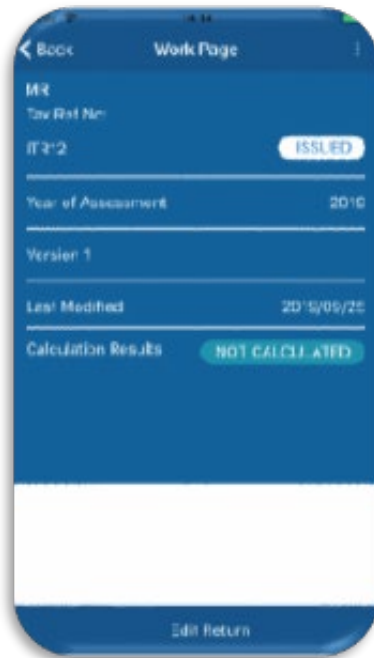 Back Work Page
MR
Tax Ref No:
ITR12 ISSUED
Year of Assessment 2019
Version 1
Last Modified
Calculation Results NOT CALCULATED
Edit Return